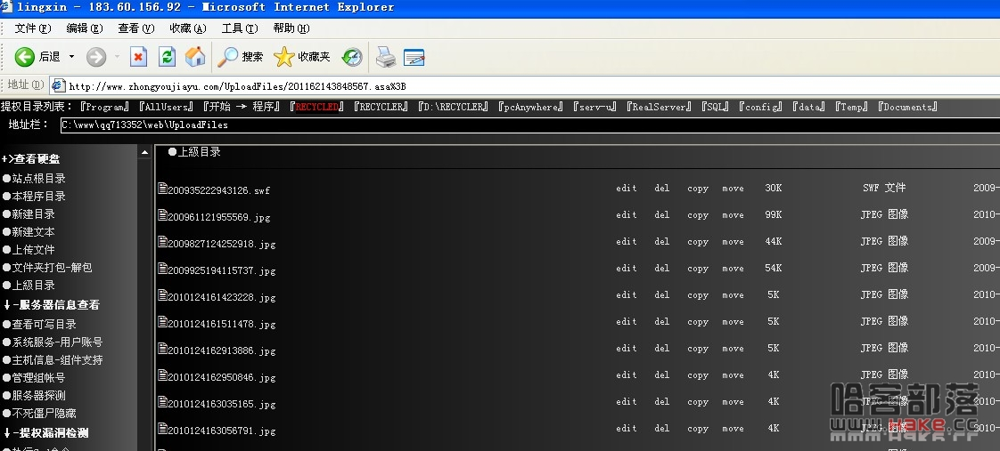 lingxin - 183.60.156.92 - Microsoft Internet Explorer
文件(F) 编辑(E) 查看(V) 收藏(A) 工具(T) 帮助(H)
后退 搜索 收藏夹
地址(D) http://www.zhongyoujiayu.com/UploadFiles/201162143848567.asa%3B
提权目录列表：『Program』『AllUsers』『开始 → 程序』『RECYCLED』『RECYCLER』『D:\RECYCLER』『pcAnywhere』『serv-u』『RealServer』『SQL』『config』『data』『Temp』『Documents』
地址栏： C:\www\qq713352\web\UploadFiles
+>查看硬盘
●站点根目录
●本程序目录
●新建目录
●新建文本
●上传文件
●文件夹打包-解包
●上级目录
↓-服务器信息查看
●查看可写目录
●系统服务-用户账号
●主机信息-组件支持
●管理组帐号
●服务器探测
●不死僵尸隐藏
↓-提权漏洞检测
●上级目录
200935222943126.swf edit del copy move 30K SWF 文件 2009-
200961121955569.jpg edit del copy move 99K JPEG 图像 2010-
2009827124252918.jpg edit del copy move 44K JPEG 图像 2009-
2009925194115737.jpg edit del copy move 54K JPEG 图像 2009-
2010124161423228.jpg edit del copy move 5K JPEG 图像 2010-
2010124161511478.jpg edit del copy move 5K JPEG 图像 2010-
2010124162913886.jpg edit del copy move 5K JPEG 图像 2010-
2010124162950846.jpg edit del copy move 4K JPEG 图像 2010-
2010124163035165.jpg edit del copy move 4K JPEG 图像 2010-
2010124163056791.jpg edit del copy move 4K JPEG 图像 2010-
哈客部落
www.Hake.cc